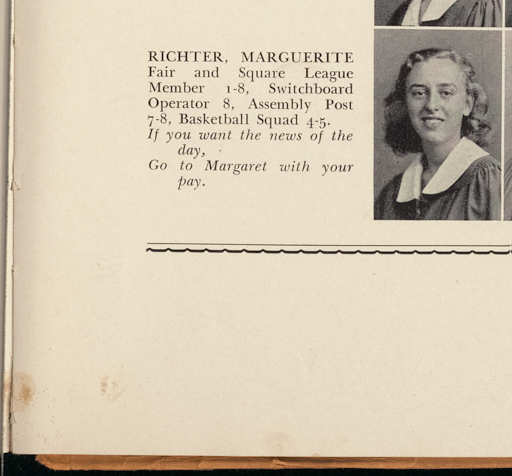 RICHTER, MARGUERITE
Fair and Square League
Member 1-8, Switchboard
Operator 8, Assembly Post
7-8, Basketball Squad 4-5.
If you want the news of the
day,
Go to Margaret with your
pay.